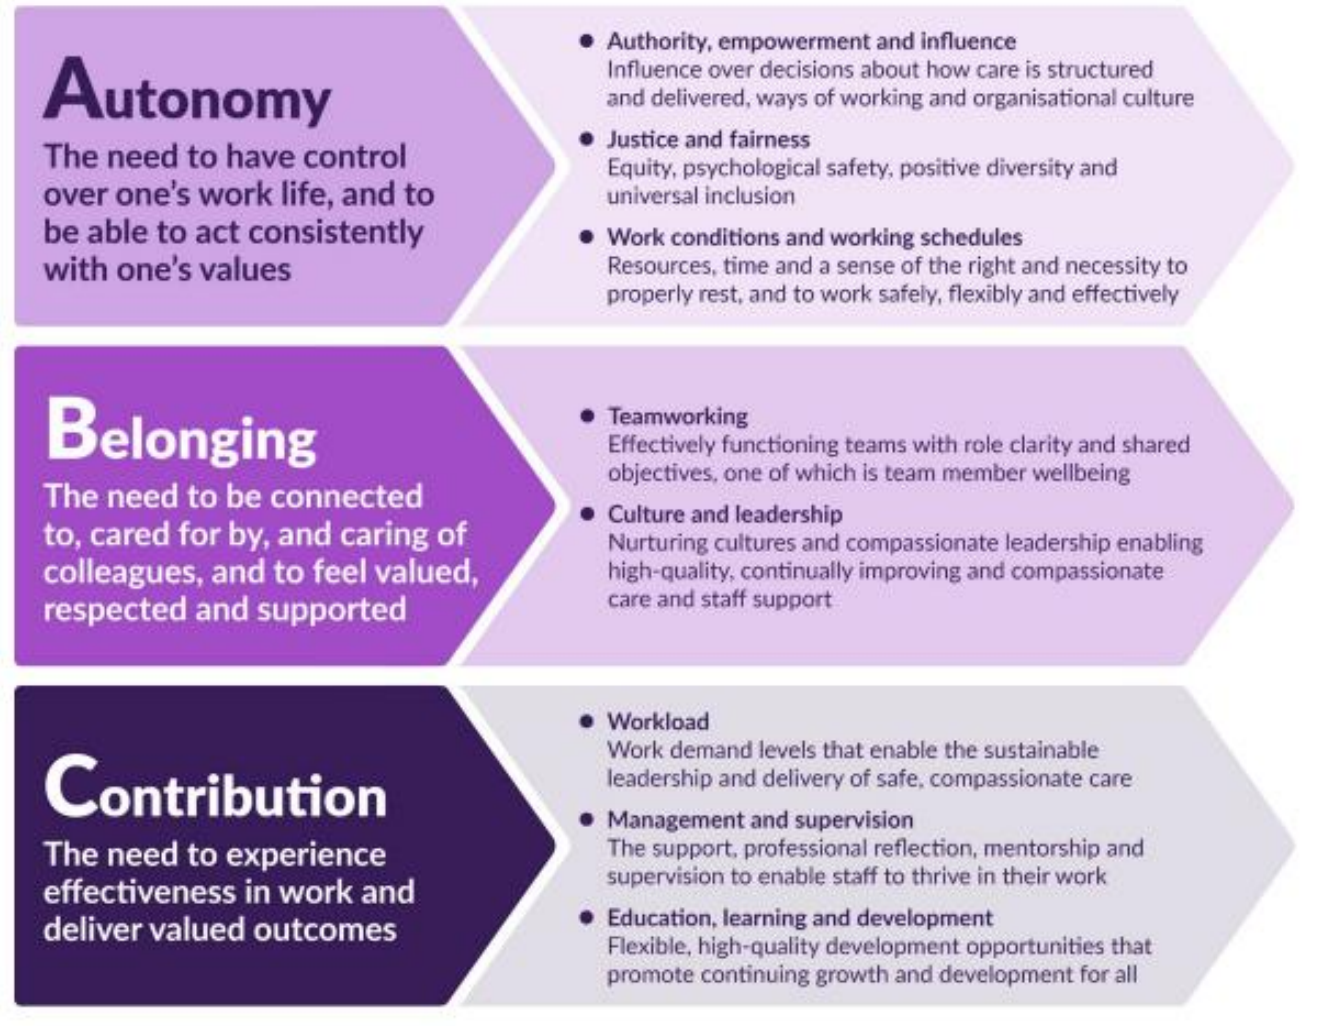 Autonomy
The need to have control
over one's work life, and to
be able to act consistently
with one's values
● Authority, empowerment and influence
Influence over decisions about how care is structured
and delivered, ways of working and organisational culture
● Justice and fairness
Equity, psychological safety, positive diversity and
universal inclusion
● Work conditions and working schedules
Resources, time and a sense of the right and necessity to
properly rest, and to work safely, flexibly and effectively
Belonging
The need to be connected
to, cared for by, and caring of
colleagues, and to feel valued,
respected and supported
● Teamworking
Effectively functioning teams with role clarity and shared
objectives, one of which is team member wellbeing
● Culture and leadership
Nurturing cultures and compassionate leadership enabling
high-quality, continually improving and compassionate
care and staff support
Contribution
The need to experience
effectiveness in work and
deliver valued outcomes
● Workload
Work demand levels that enable the sustainable
leadership and delivery of safe, compassionate care
● Management and supervision
The support, professional reflection, mentorship and
supervision to enable staff to thrive in their work
● Education, learning and development
Flexible, high-quality development opportunities that
promote continuing growth and development for all